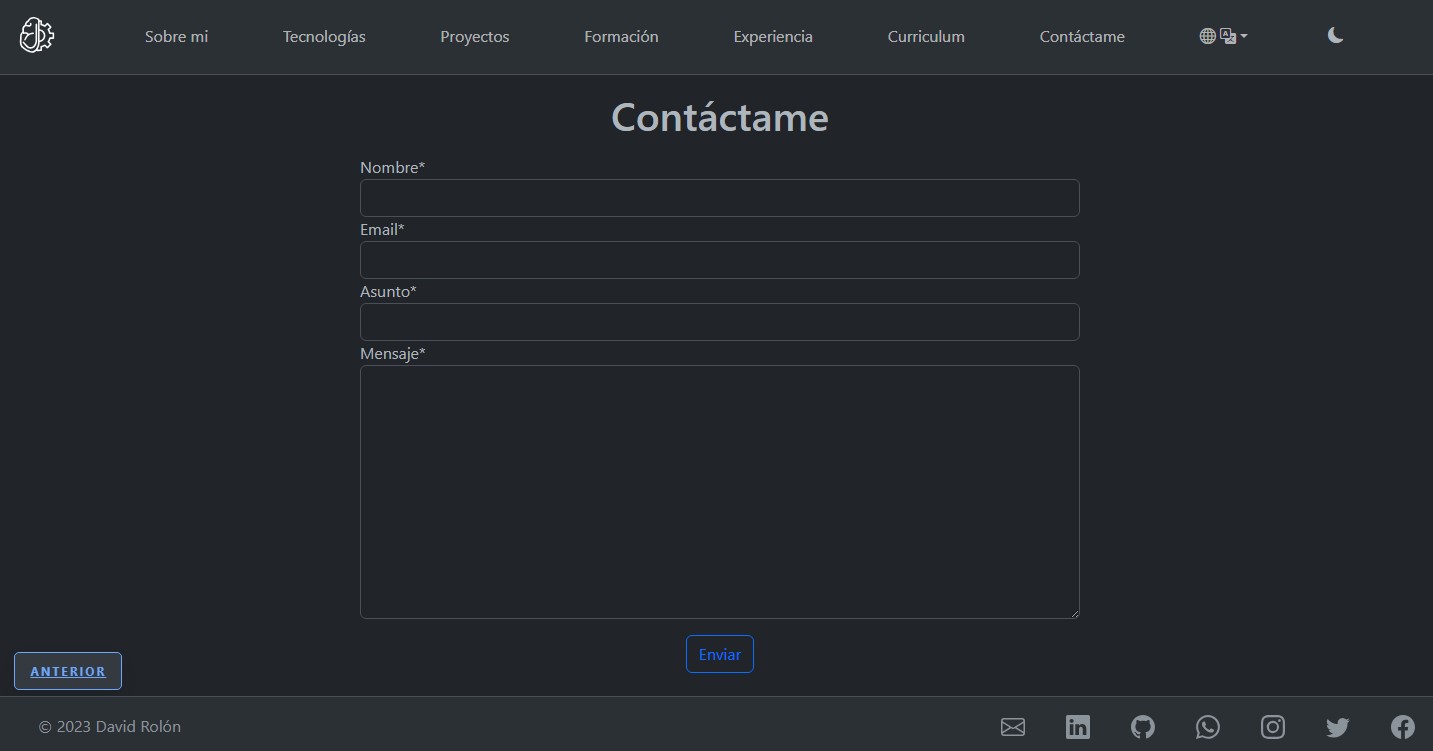 Sobre mi Tecnologías Proyectos Formación Experiencia Curriculum Contáctame
Contáctame
Nombre*
Email*
Asunto*
Mensaje*
Enviar
ANTERIOR
© 2023 David Rolón